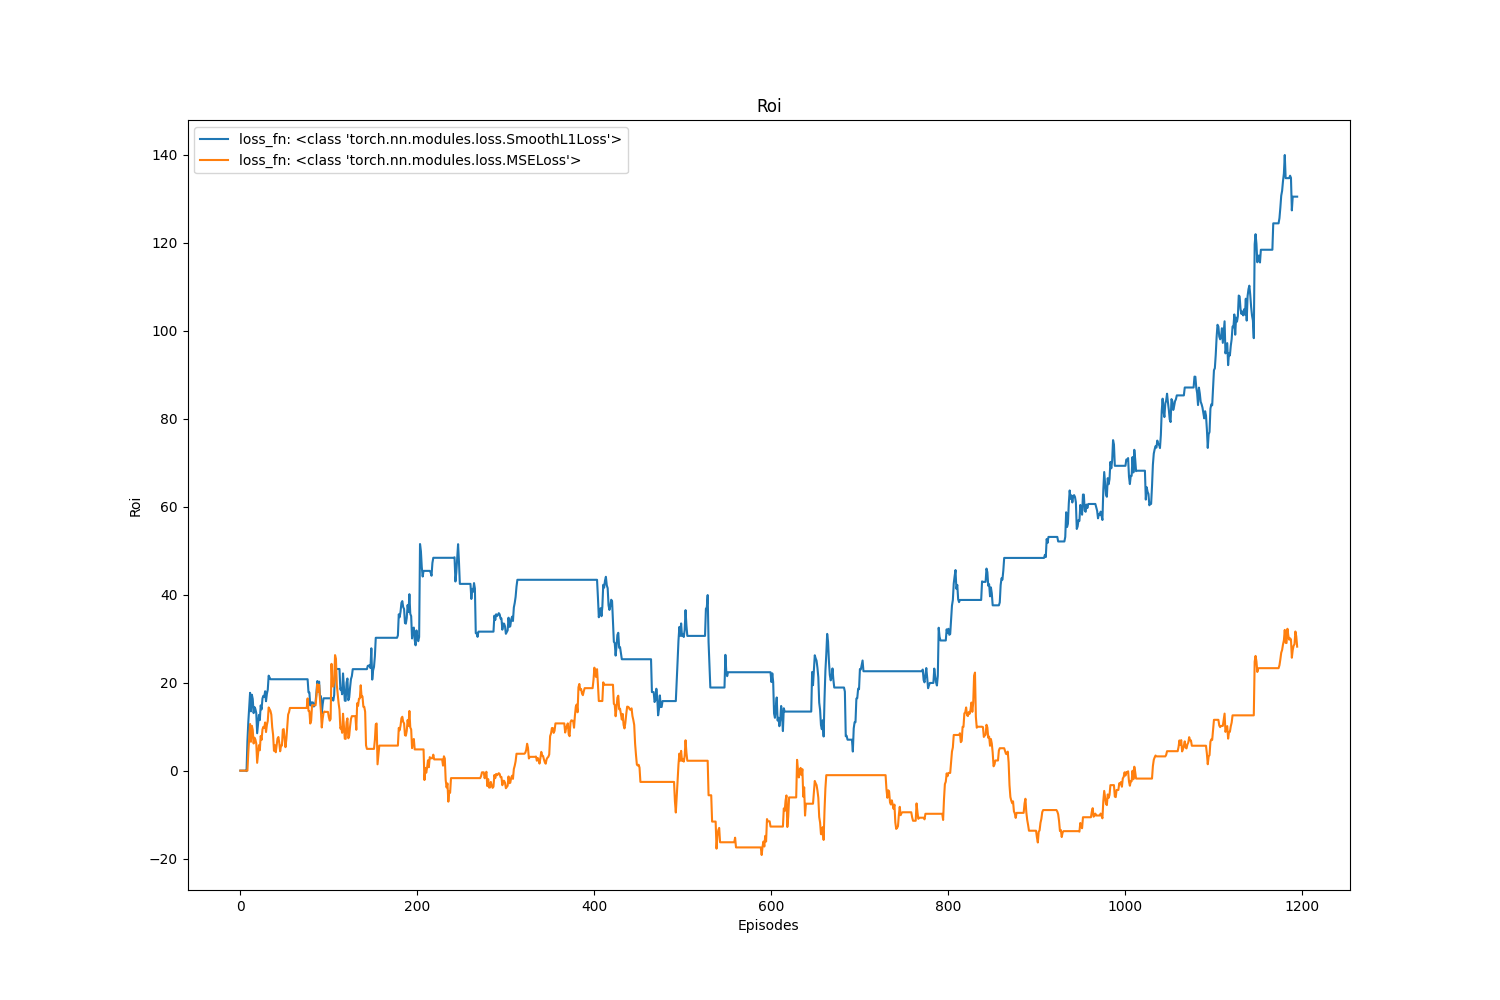 Roi
loss_fn: <class 'torch.nn.modules.loss.SmoothL1Loss'>
loss_fn: <class 'torch.nn.modules.loss.MSELoss'>
140
120
100
80
60
40
20
0
−20
Roi
0 200 400 600 800 1000 1200
Episodes